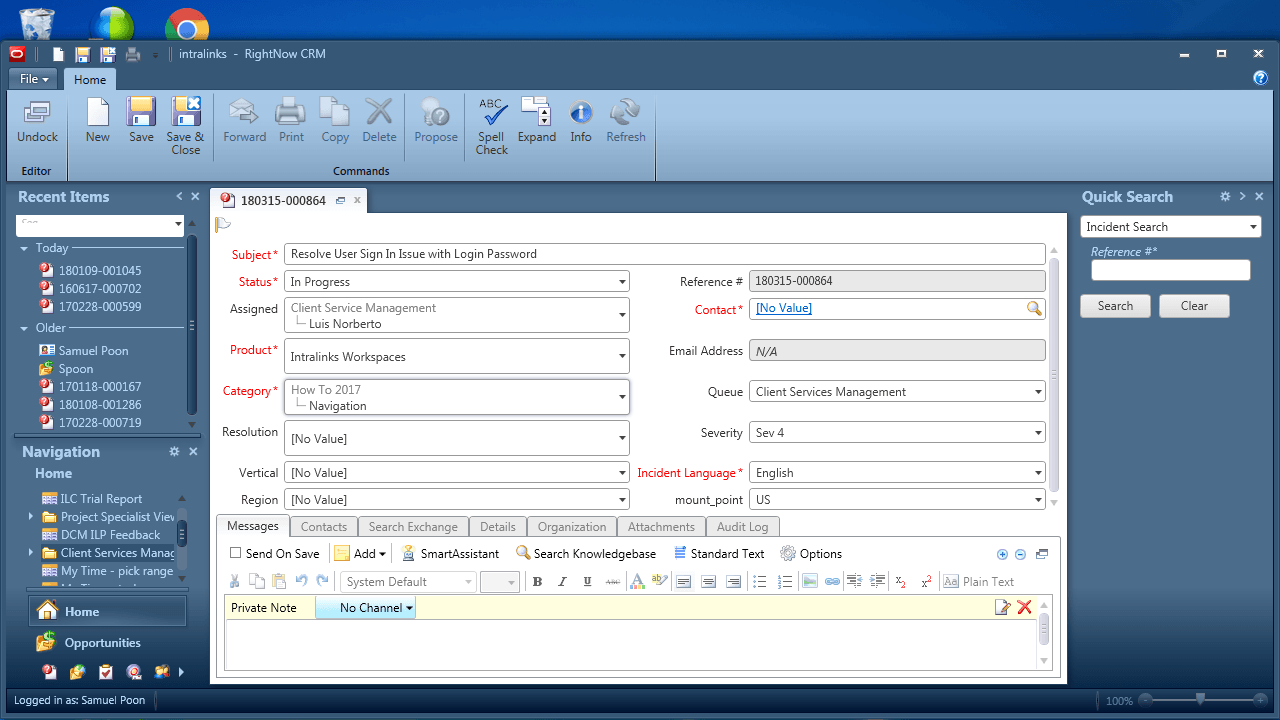 intralinks - RightNow CRM
File
Home
Undock
New
Save
Save & Close
Forward
Print
Copy
Delete
Propose
ABC
Spell Check
Expand
Info
Refresh
Editor
Commands
Recent Items
Today
180109-001045
160617-000702
170228-000599
Older
Samuel Poon
Spoon
170118-000167
180108-001286
170228-000719
Navigation
Home
ILC Trial Report
Project Specialist View
DCM ILP Feedback
Client Services Manag
My Time - pick range
Home
Opportunities
180315-000864
Subject* Resolve User Sign In Issue with Login Password
Status* In Progress
Reference # 180315-000864
Assigned Client Service Management
Luis Norberto
Contact* [No Value]
Product* Intralinks Workspaces
Email Address N/A
Category* How To 2017
Navigation
Queue Client Services Management
Resolution [No Value]
Severity Sev 4
Vertical [No Value]
Incident Language* English
Region [No Value]
mount_point US
Messages Contacts Search Exchange Details Organization Attachments Audit Log
Send On Save Add SmartAssistant Search Knowledgebase Standard Text Options
System Default B I U ABC A ab X2 X2 Aa Plain Text
Private Note No Channel
Quick Search
Incident Search
Reference #*
Search Clear
Logged in as: Samuel Poon
100%